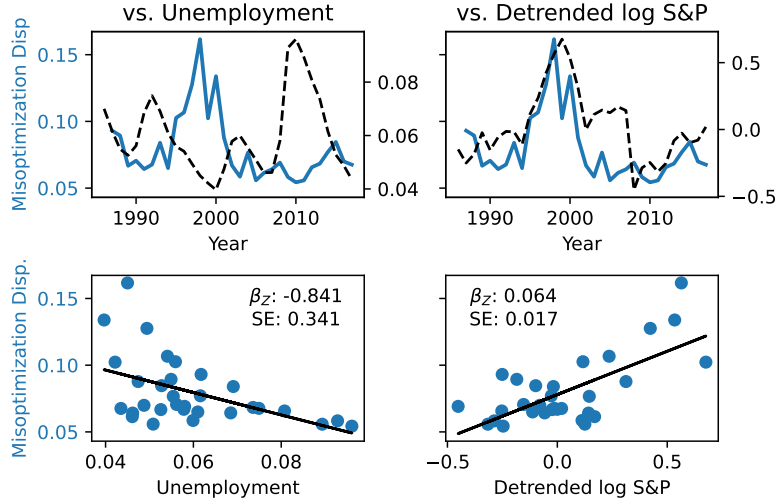 vs. Unemployment
vs. Detrended log S&P
Misoptimization Disp
0.15
0.10
0.05
0.08
0.06
0.04
1990
2000
2010
Year
0.5
0.0
−0.5
1990
2000
2010
Year
Misoptimization Disp.
0.15
0.10
0.05
βZ: -0.841
SE: 0.341
0.04
0.06
0.08
Unemployment
βZ: 0.064
SE: 0.017
−0.5
0.0
0.5
Detrended log S&P